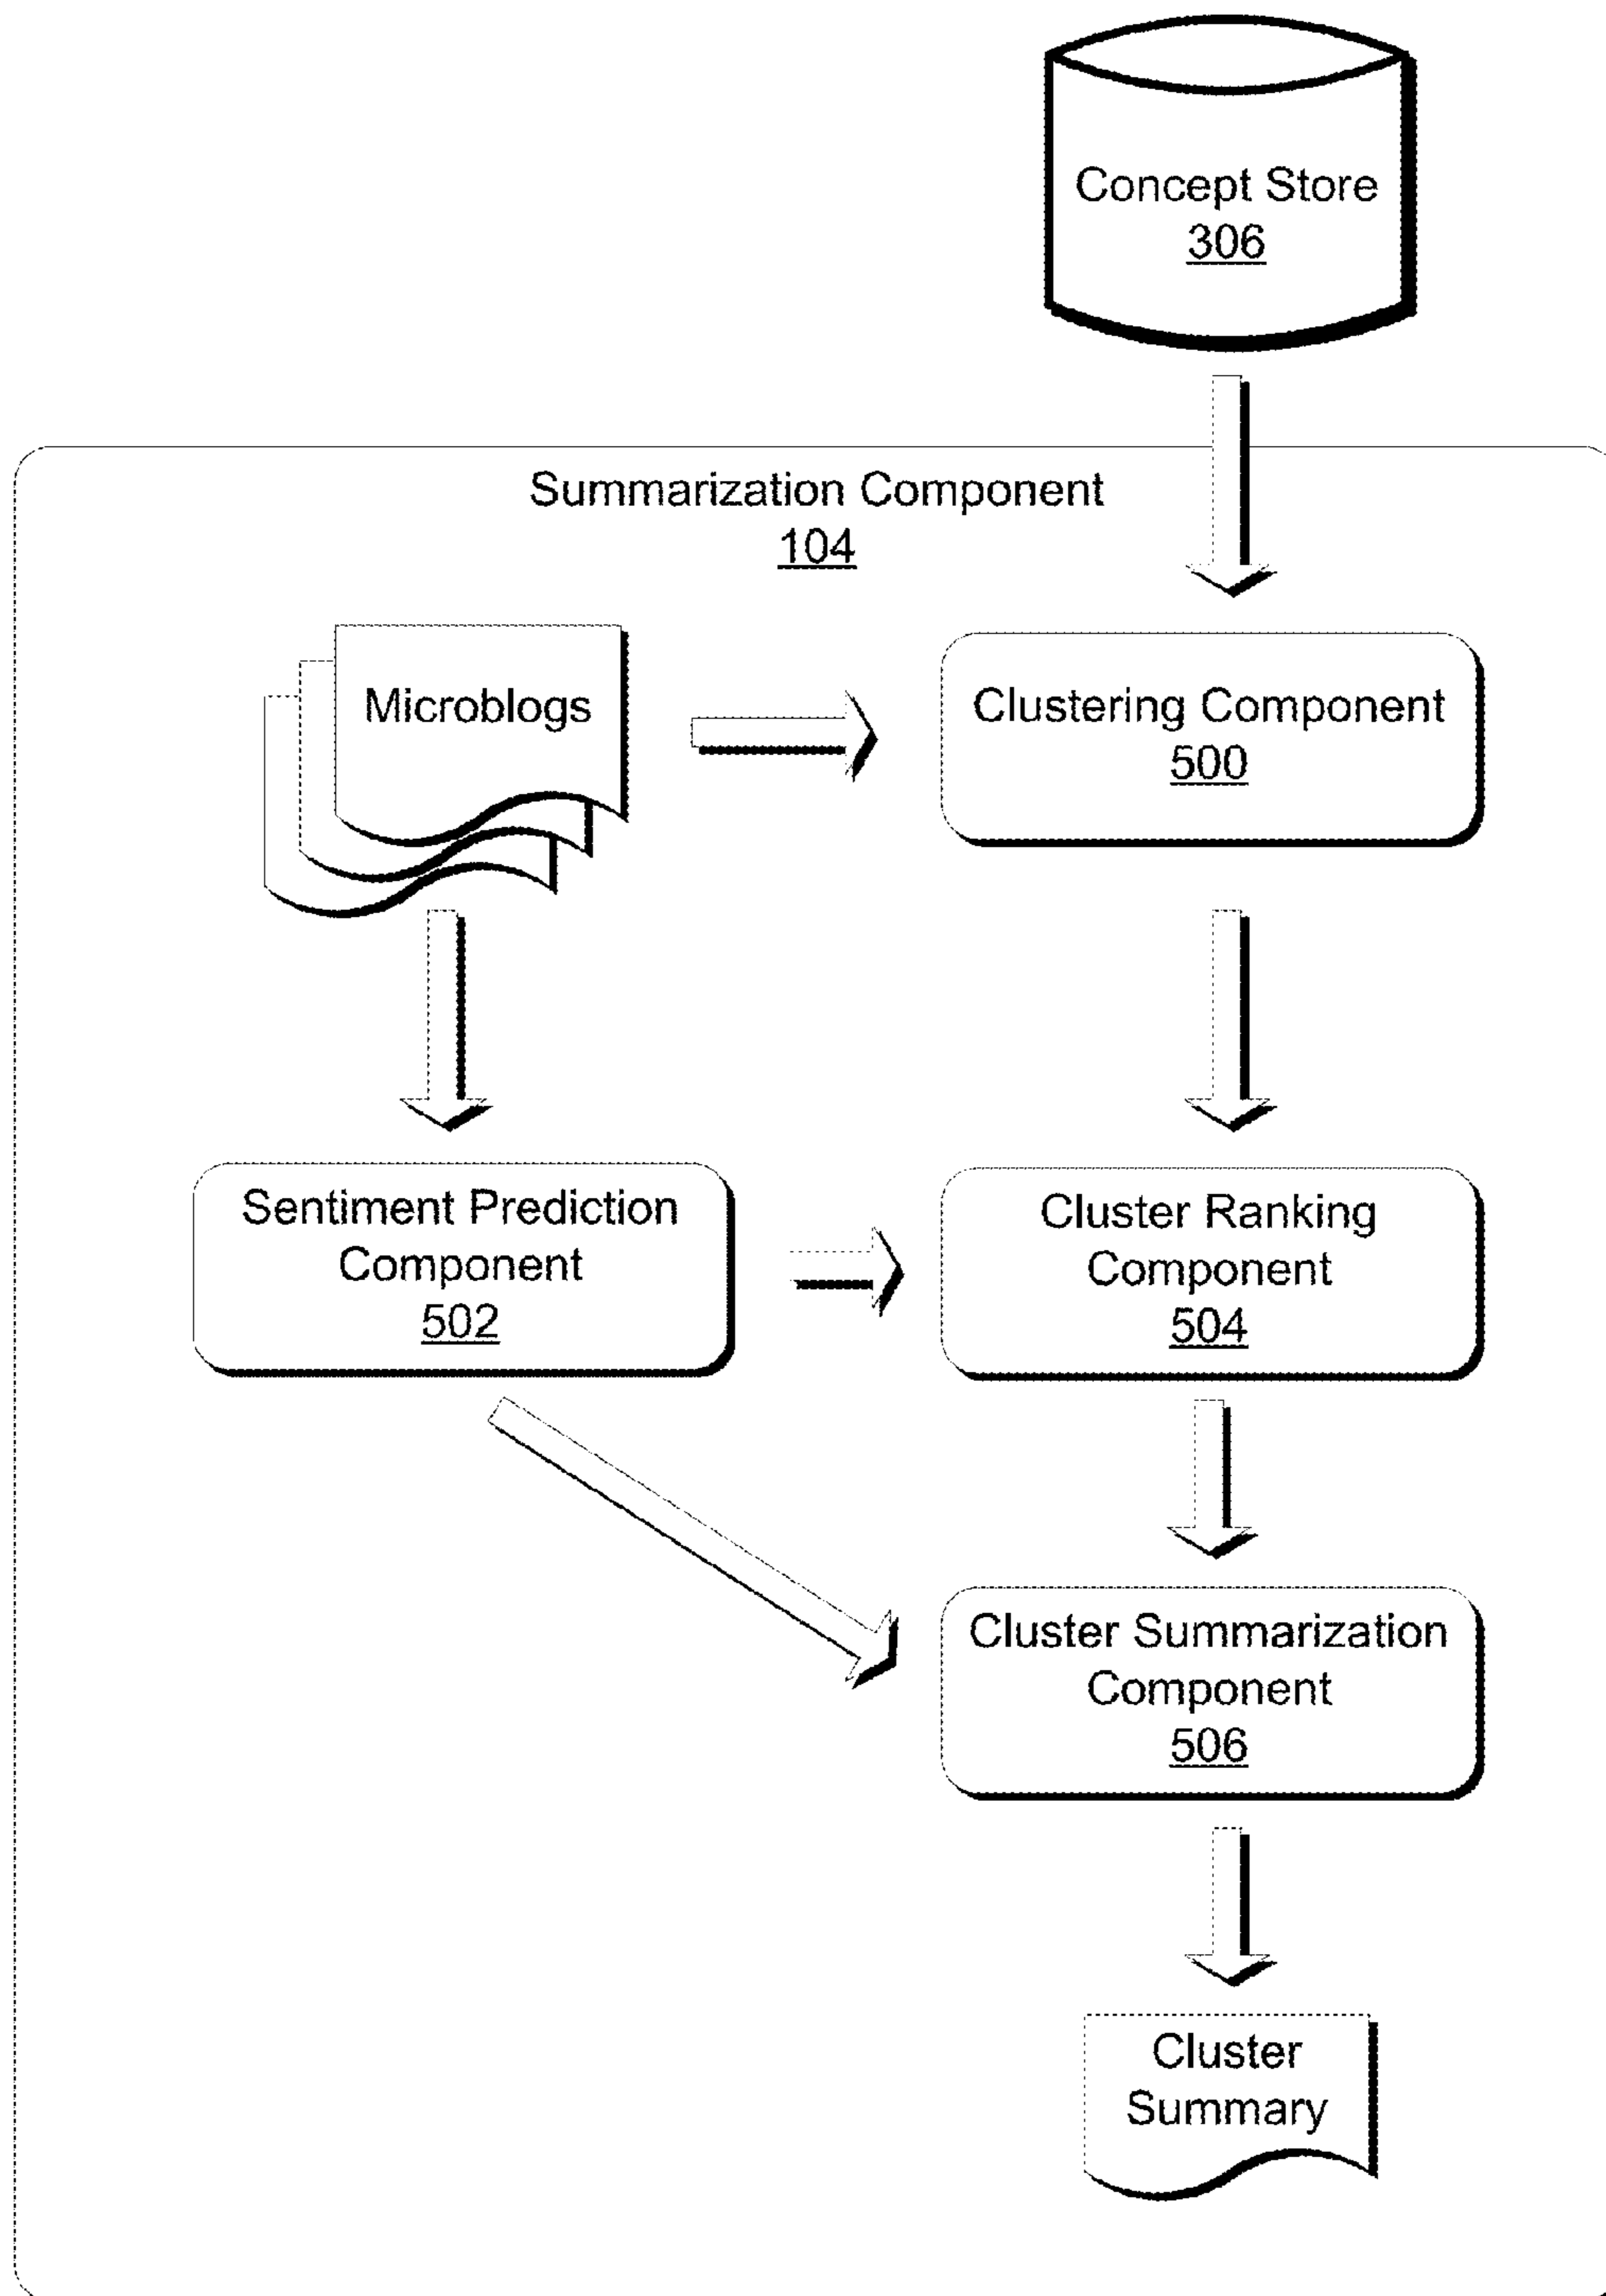 Concept Store
306
Summarization Component
104
Microblogs
Clustering Component
500
Sentiment Prediction
Component
502
Cluster Ranking
Component
504
Cluster Summarization
Component
506
Cluster
Summary